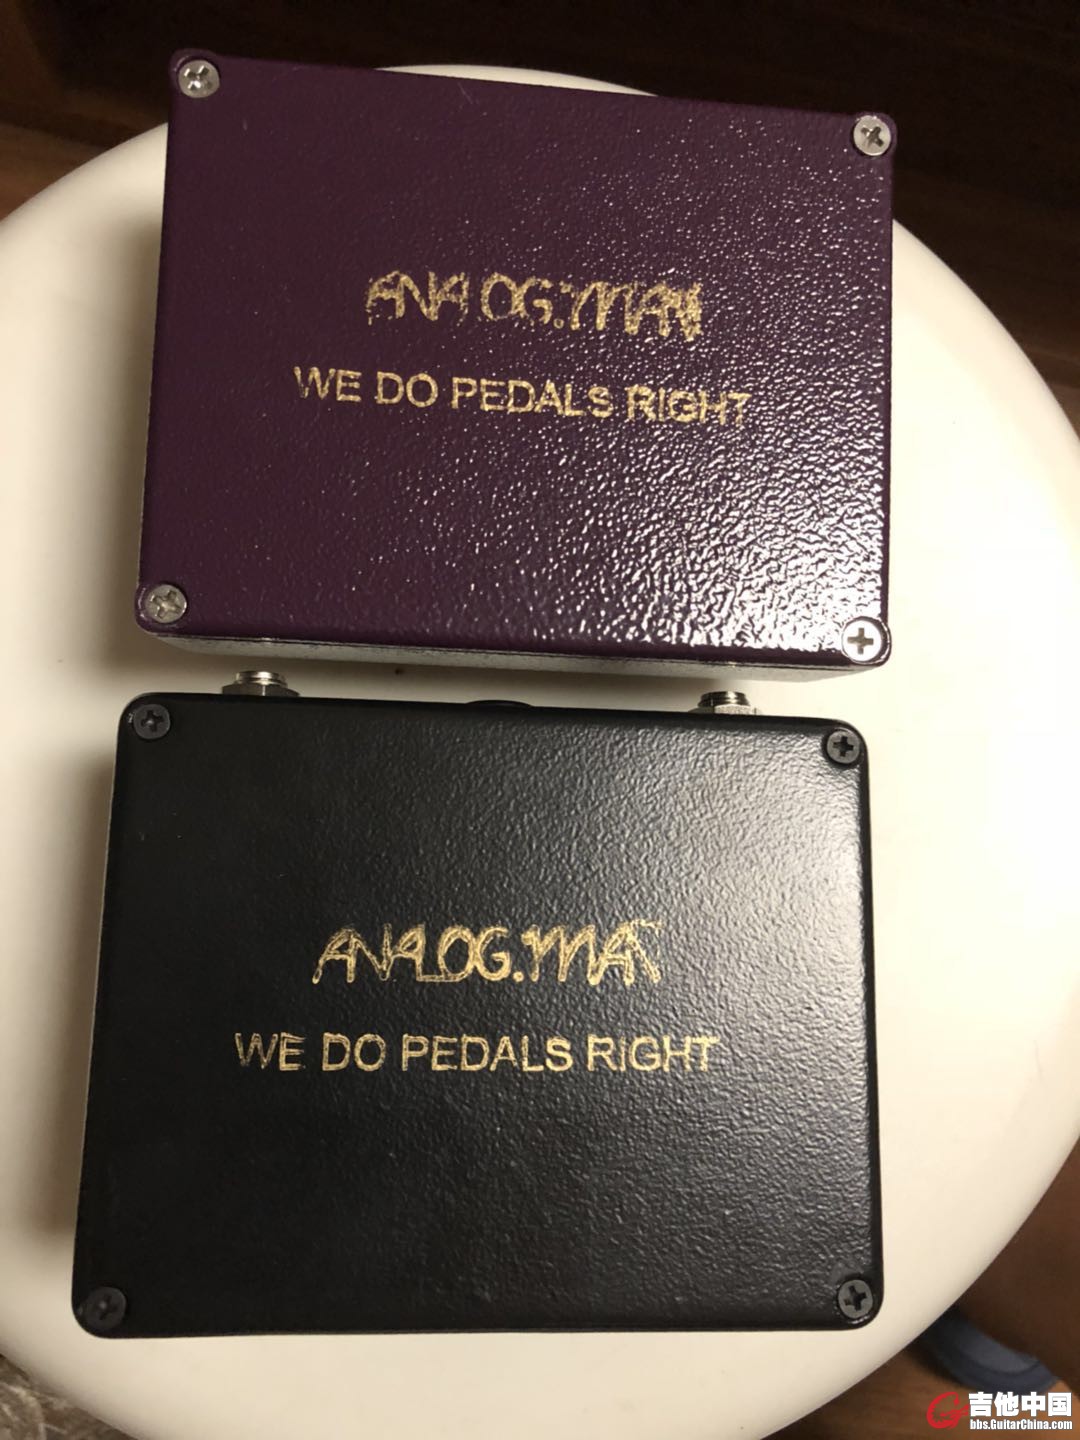 ANALOG.MAN
WE DO PEDALS RIGHT
ANALOG.MAN
WE DO PEDALS RIGHT
吉他中国
bbs.GuitarChina.com